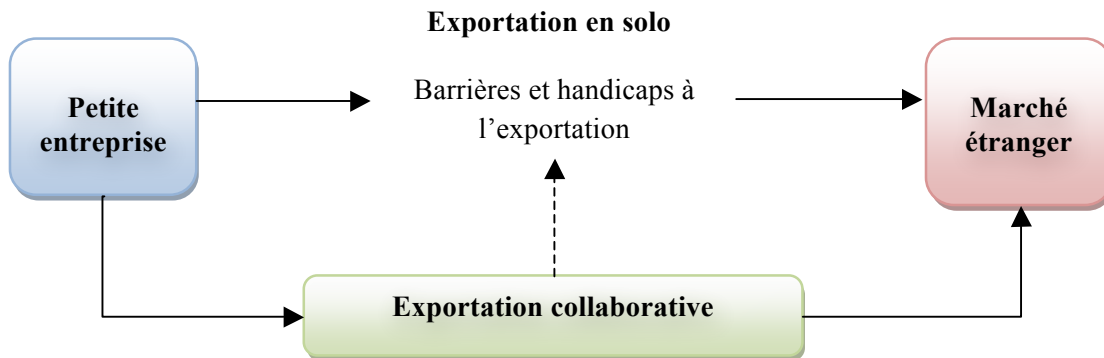 Exportation en solo
Petite
entreprise
Barrières et handicaps à
l’exportation
Marché
étranger
Exportation collaborative